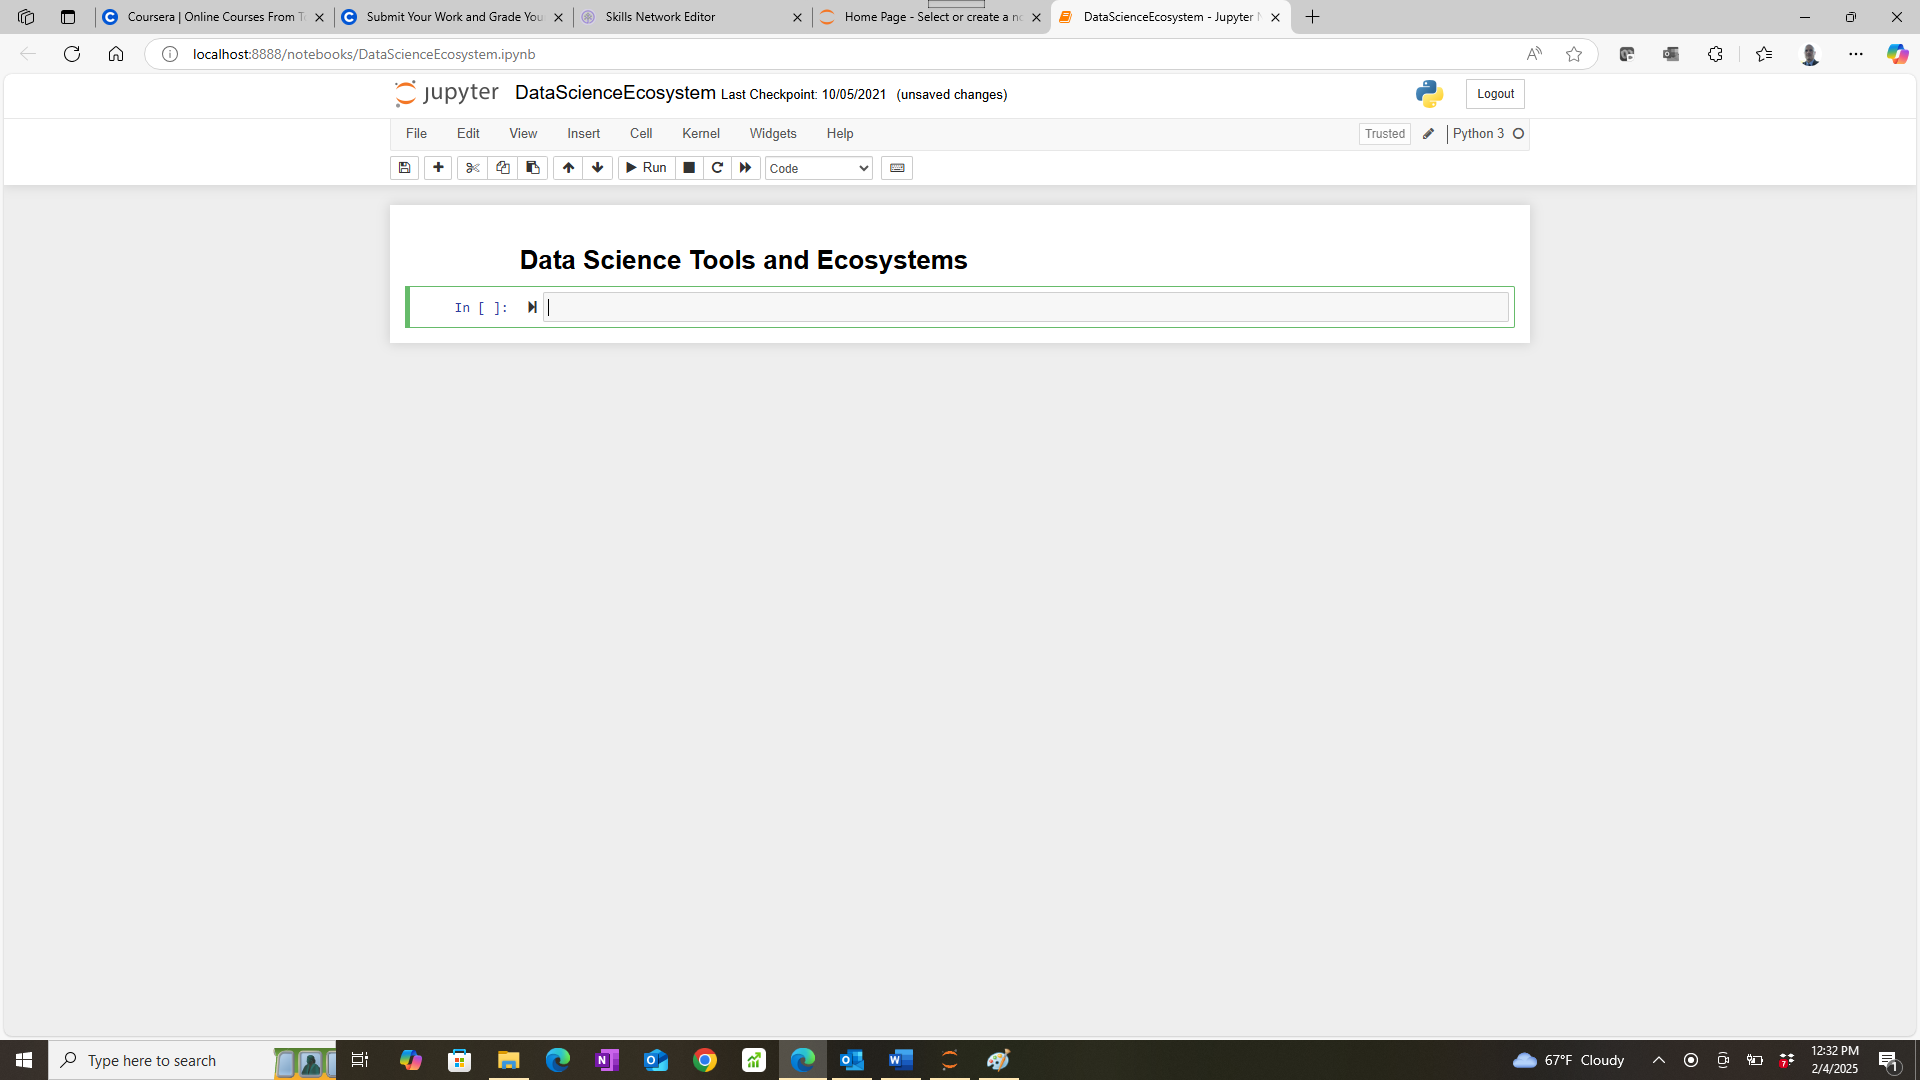 Coursera | Online Courses From T
Submit Your Work and Grade You
Skills Network Editor
Home Page - Select or create a no
DataScienceEcosystem - Jupyter N
localhost:8888/notebooks/DataScienceEcosystem.ipynb
jupyter DataScienceEcosystem Last Checkpoint: 10/05/2021 (unsaved changes)
Logout
File Edit View Insert Cell Kernel Widgets Help
Trusted
Python 3
Run
Code
Data Science Tools and Ecosystems
In [ ]:
Type here to search
67°F Cloudy
12:32 PM
2/4/2025
1